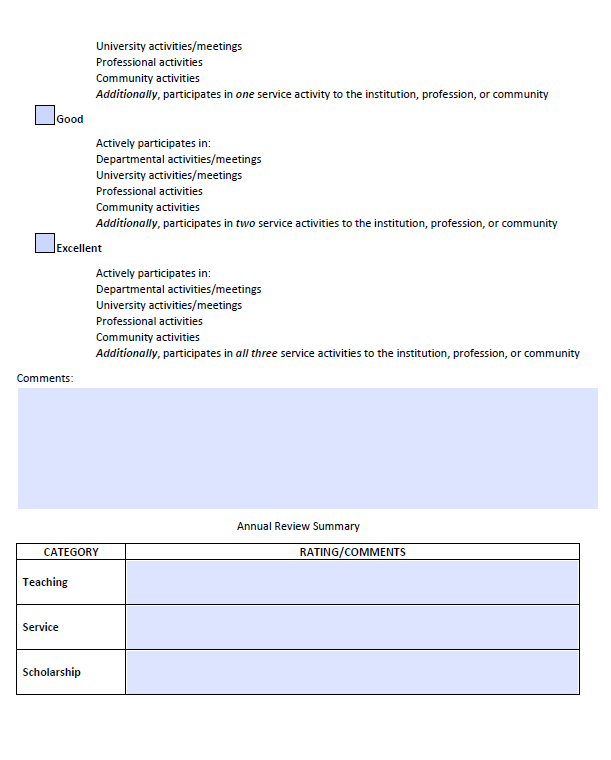 University activities/meetings
Professional activities
Community activities
Additionally, participates in one service activity to the institution, profession, or community
Good
Actively participates in:
Departmental activities/meetings
University activities/meetings
Professional activities
Community activities
Additionally, participates in two service activities to the institution, profession, or community
Excellent
Actively participates in:
Departmental activities/meetings
University activities/meetings
Professional activities
Community activities
Additionally, participates in all three service activities to the institution, profession, or community
Comments:
Annual Review Summary
CATEGORY RATING/COMMENTS
Teaching
Service
Scholarship